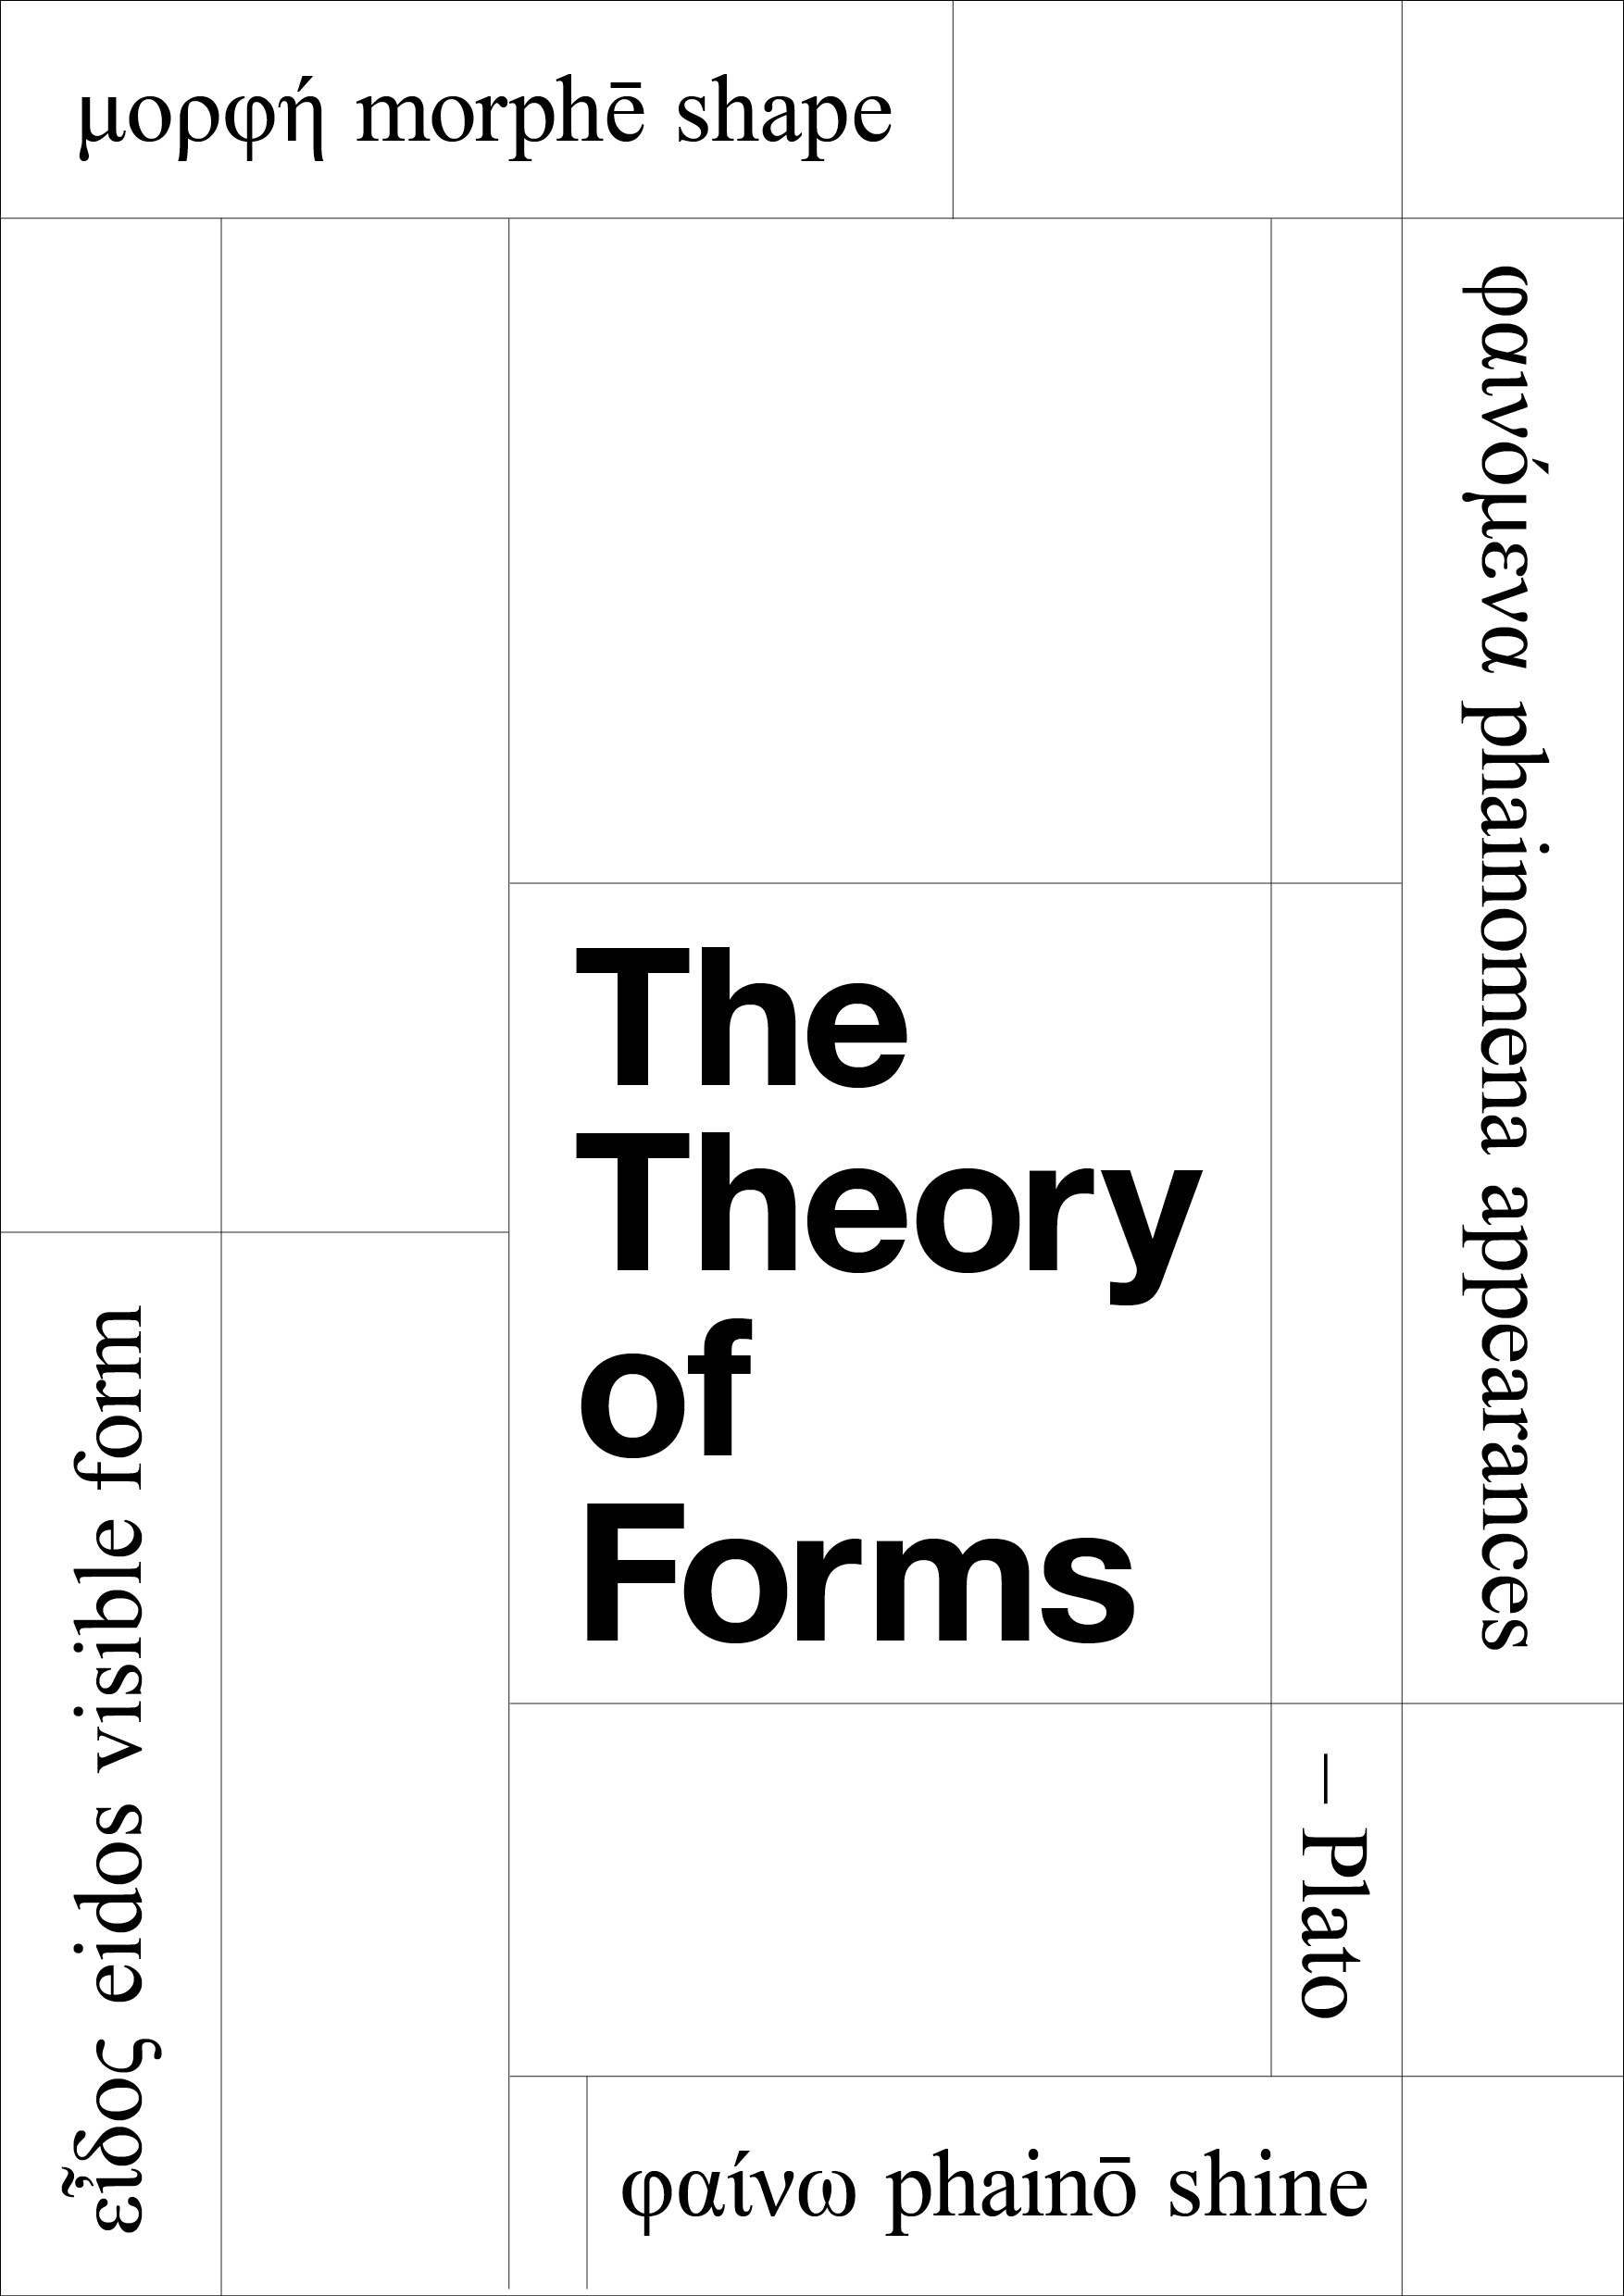 μορφή morphē shape
φαινόμενα phainomena appearances
The
Theory
of
Forms
εἶδος eidos visible form
– Plato
φαίνω phainō shine